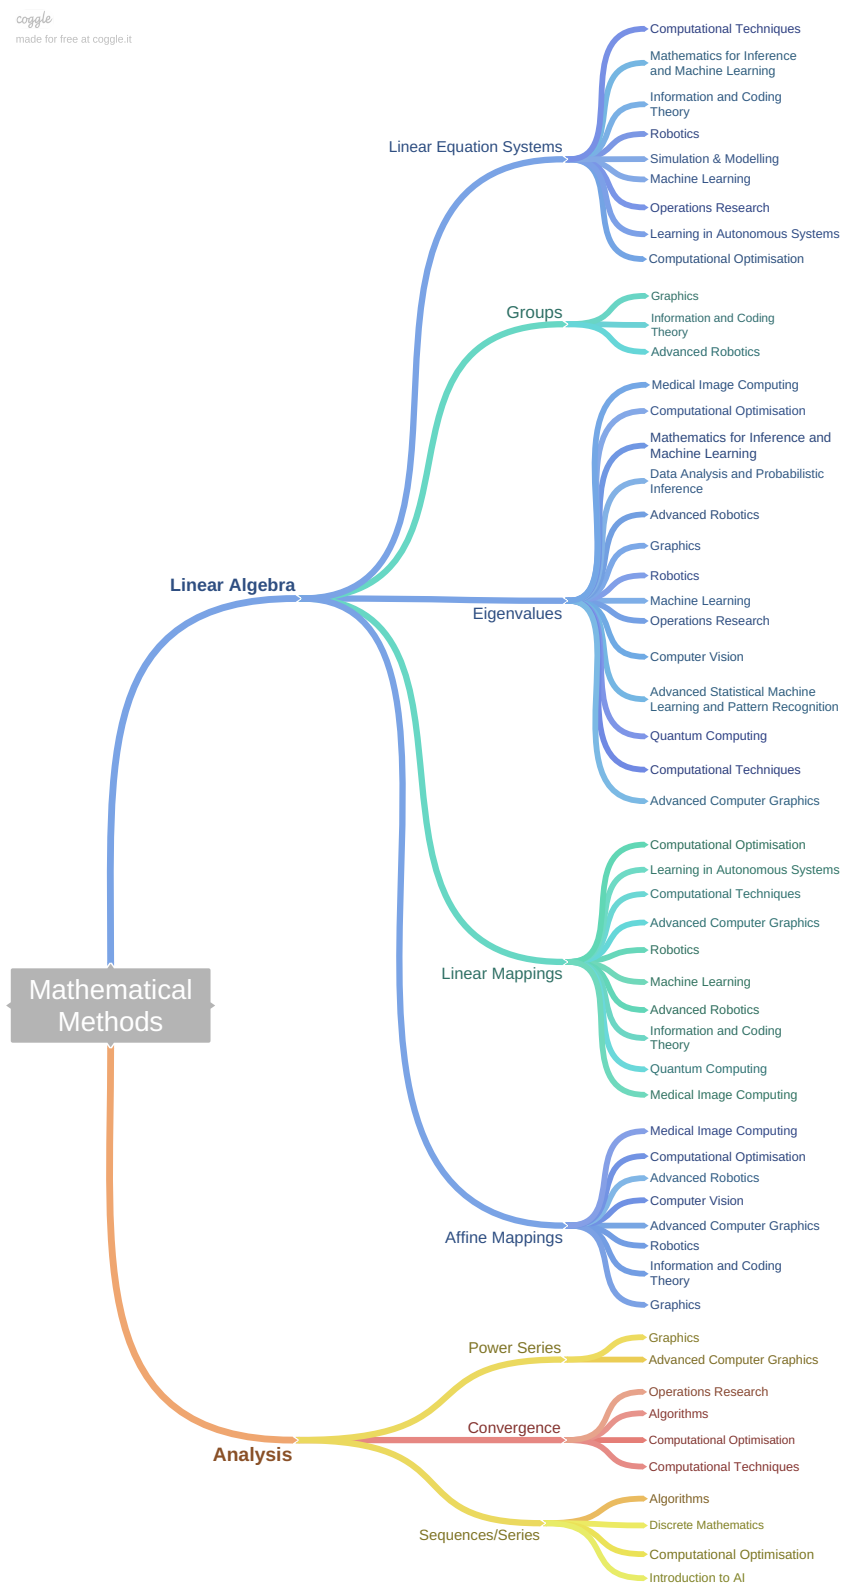 coggle
made for free at coggle.it
Mathematical
Methods
Linear Algebra
Linear Equation Systems
Computational Techniques
Mathematics for Inference
and Machine Learning
Information and Coding
Theory
Robotics
Simulation & Modelling
Machine Learning
Operations Research
Learning in Autonomous Systems
Computational Optimisation
Groups
Graphics
Information and Coding
Theory
Advanced Robotics
Eigenvalues
Medical Image Computing
Computational Optimisation
Mathematics for Inference and
Machine Learning
Data Analysis and Probabilistic
Inference
Advanced Robotics
Graphics
Robotics
Machine Learning
Operations Research
Computer Vision
Advanced Statistical Machine
Learning and Pattern Recognition
Quantum Computing
Computational Techniques
Advanced Computer Graphics
Linear Mappings
Computational Optimisation
Learning in Autonomous Systems
Computational Techniques
Advanced Computer Graphics
Robotics
Machine Learning
Advanced Robotics
Information and Coding
Theory
Quantum Computing
Medical Image Computing
Affine Mappings
Medical Image Computing
Computational Optimisation
Advanced Robotics
Computer Vision
Advanced Computer Graphics
Robotics
Information and Coding
Theory
Graphics
Analysis
Power Series
Graphics
Advanced Computer Graphics
Convergence
Operations Research
Algorithms
Computational Optimisation
Computational Techniques
Sequences/Series
Algorithms
Discrete Mathematics
Computational Optimisation
Introduction to AI